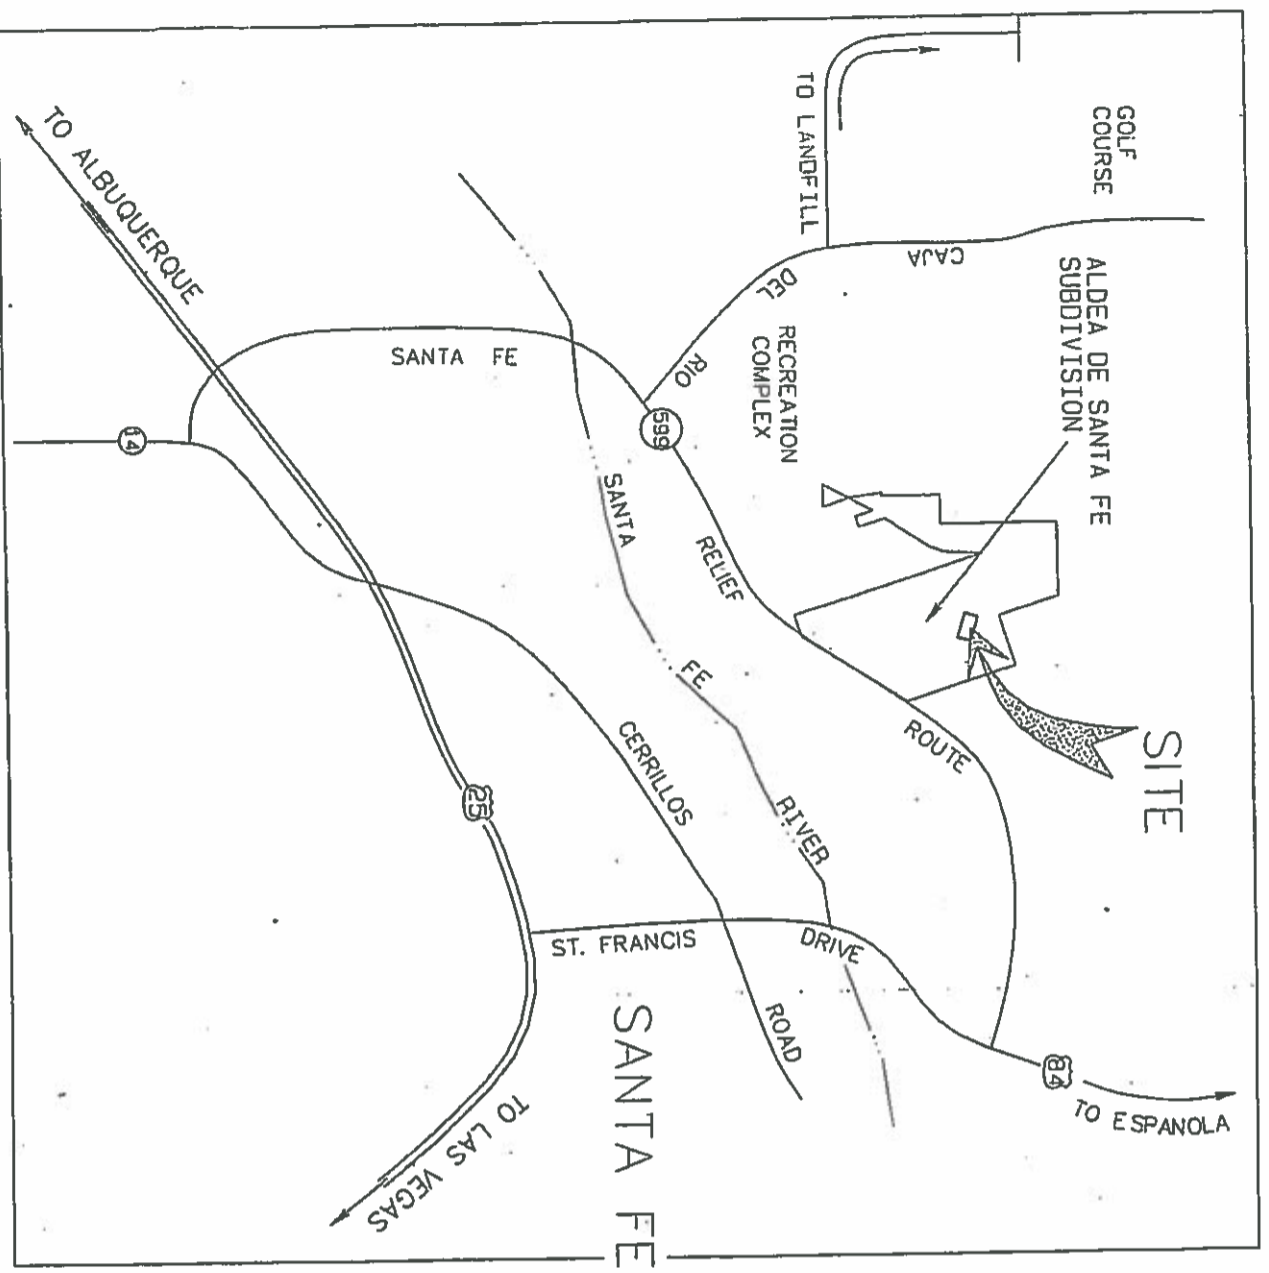 SITE
GOLF
COURSE
ALDEA DE SANTA FE
SUBDIVISION
TO LANDFILL
CAJA
DEL
RIO
RECREATION
COMPLEX
599
SANTA FE
RELIEF
ROUTE
SANTA
FE
RIVER
84
TO ESPANOLA
TO ALBUQUERQUE
14
CERRILLOS
ROAD
25
ST. FRANCIS
DRIVE
SANTA FE
TO LAS VEGAS